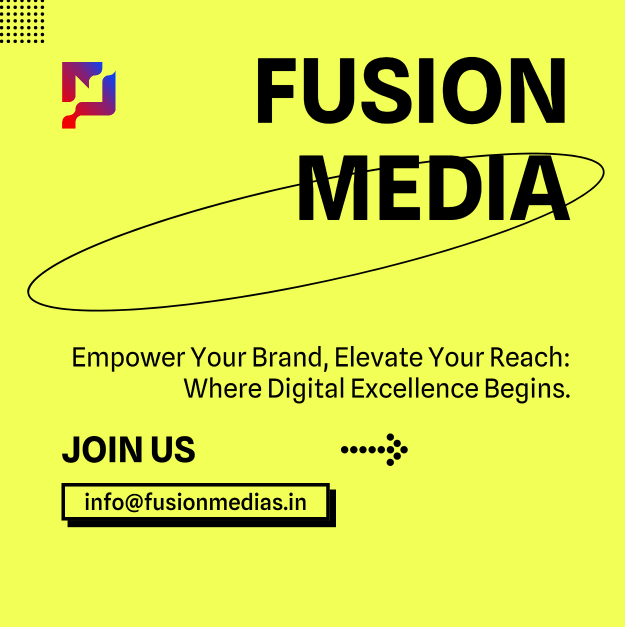 FUSION
MEDIA
Empower Your Brand, Elevate Your Reach:
Where Digital Excellence Begins.
JOIN US
info@fusionmedias.in